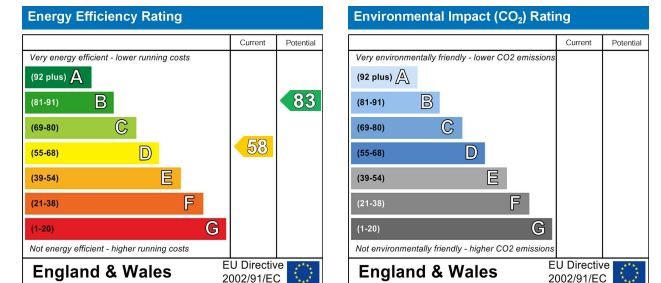 Energy Efficiency Rating
Current Potential
Very energy efficient - lower running costs
(92 plus) A
(81-91) B
83
(69-80) C
(55-68) D
58
(39-54) E
(21-38) F
(1-20) G
Not energy efficient - higher running costs
England & Wales
EU Directive
2002/91/EC
Environmental Impact (CO2) Rating
Current Potential
Very environmentally friendly - lower CO2 emissions
(92 plus) A
(81-91) B
(69-80) C
(55-68) D
(39-54) E
(21-38) F
(1-20) G
Not environmentally friendly - higher CO2 emissions
England & Wales
EU Directive
2002/91/EC